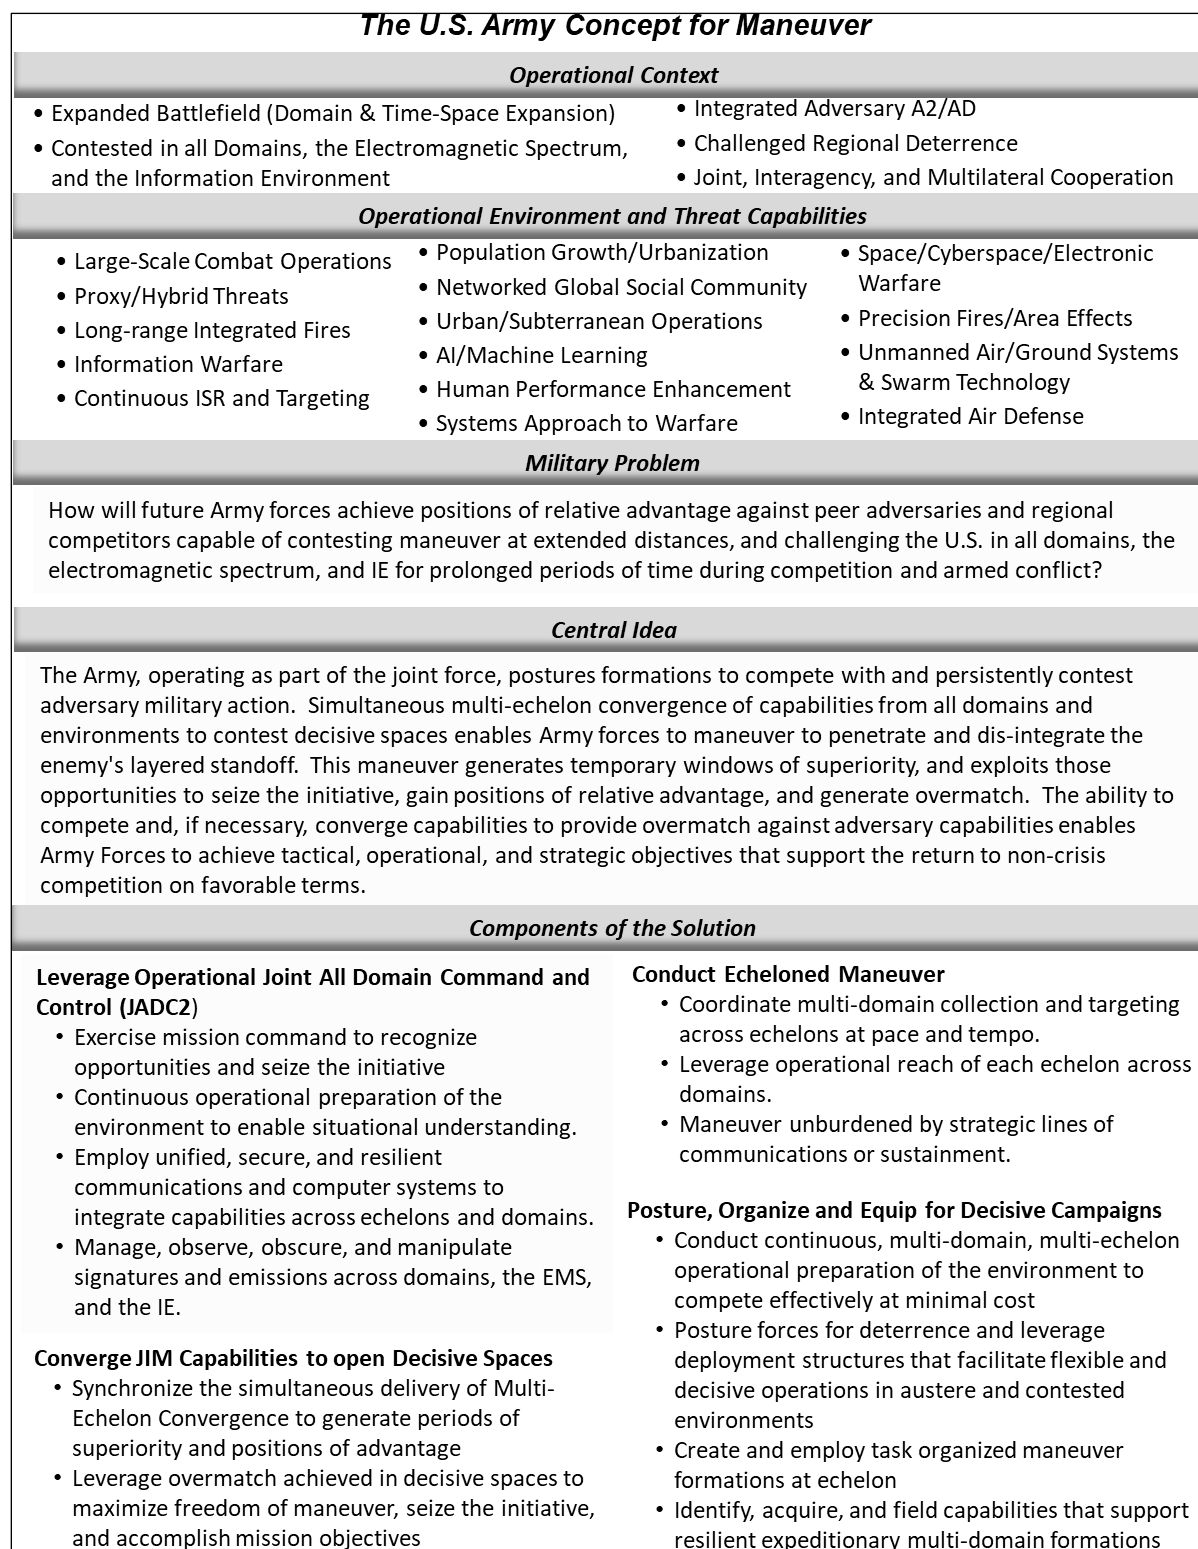 The U.S. Army Concept for Maneuver
Operational Context
• Expanded Battlefield (Domain & Time-Space Expansion)
• Contested in all Domains, the Electromagnetic Spectrum,
and the Information Environment
• Integrated Adversary A2/AD
• Challenged Regional Deterrence
• Joint, Interagency, and Multilateral Cooperation
Operational Environment and Threat Capabilities
• Large-Scale Combat Operations
• Proxy/Hybrid Threats
• Long-range Integrated Fires
• Information Warfare
• Continuous ISR and Targeting
• Population Growth/Urbanization
• Networked Global Social Community
• Urban/Subterranean Operations
• AI/Machine Learning
• Human Performance Enhancement
• Systems Approach to Warfare
• Space/Cyberspace/Electronic
Warfare
• Precision Fires/Area Effects
• Unmanned Air/Ground Systems
& Swarm Technology
• Integrated Air Defense
Military Problem
How will future Army forces achieve positions of relative advantage against peer adversaries and regional
competitors capable of contesting maneuver at extended distances, and challenging the U.S. in all domains, the
electromagnetic spectrum, and IE for prolonged periods of time during competition and armed conflict?
Central Idea
The Army, operating as part of the joint force, postures formations to compete with and persistently contest
adversary military action.  Simultaneous multi-echelon convergence of capabilities from all domains and
environments to contest decisive spaces enables Army forces to maneuver to penetrate and dis-integrate the
enemy's layered standoff.  This maneuver generates temporary windows of superiority, and exploits those
opportunities to seize the initiative, gain positions of relative advantage, and generate overmatch.  The ability to
compete and, if necessary, converge capabilities to provide overmatch against adversary capabilities enables
Army Forces to achieve tactical, operational, and strategic objectives that support the return to non-crisis
competition on favorable terms.
Components of the Solution
Leverage Operational Joint All Domain Command and
Control (JADC2)
• Exercise mission command to recognize
opportunities and seize the initiative
• Continuous operational preparation of the
environment to enable situational understanding.
• Employ unified, secure, and resilient
communications and computer systems to
integrate capabilities across echelons and domains.
• Manage, observe, obscure, and manipulate
signatures and emissions across domains, the EMS,
and the IE.
Converge JIM Capabilities to open Decisive Spaces
• Synchronize the simultaneous delivery of Multi-
Echelon Convergence to generate periods of
superiority and positions of advantage
• Leverage overmatch achieved in decisive spaces to
maximize freedom of maneuver, seize the initiative,
and accomplish mission objectives
Conduct Echeloned Maneuver
• Coordinate multi-domain collection and targeting
across echelons at pace and tempo.
• Leverage operational reach of each echelon across
domains.
• Maneuver unburdened by strategic lines of
communications or sustainment.
Posture, Organize and Equip for Decisive Campaigns
• Conduct continuous, multi-domain, multi-echelon
operational preparation of the environment to
compete effectively at minimal cost
• Posture forces for deterrence and leverage
deployment structures that facilitate flexible and
decisive operations in austere and contested
environments
• Create and employ task organized maneuver
formations at echelon
• Identify, acquire, and field capabilities that support
resilient expeditionary multi-domain formations